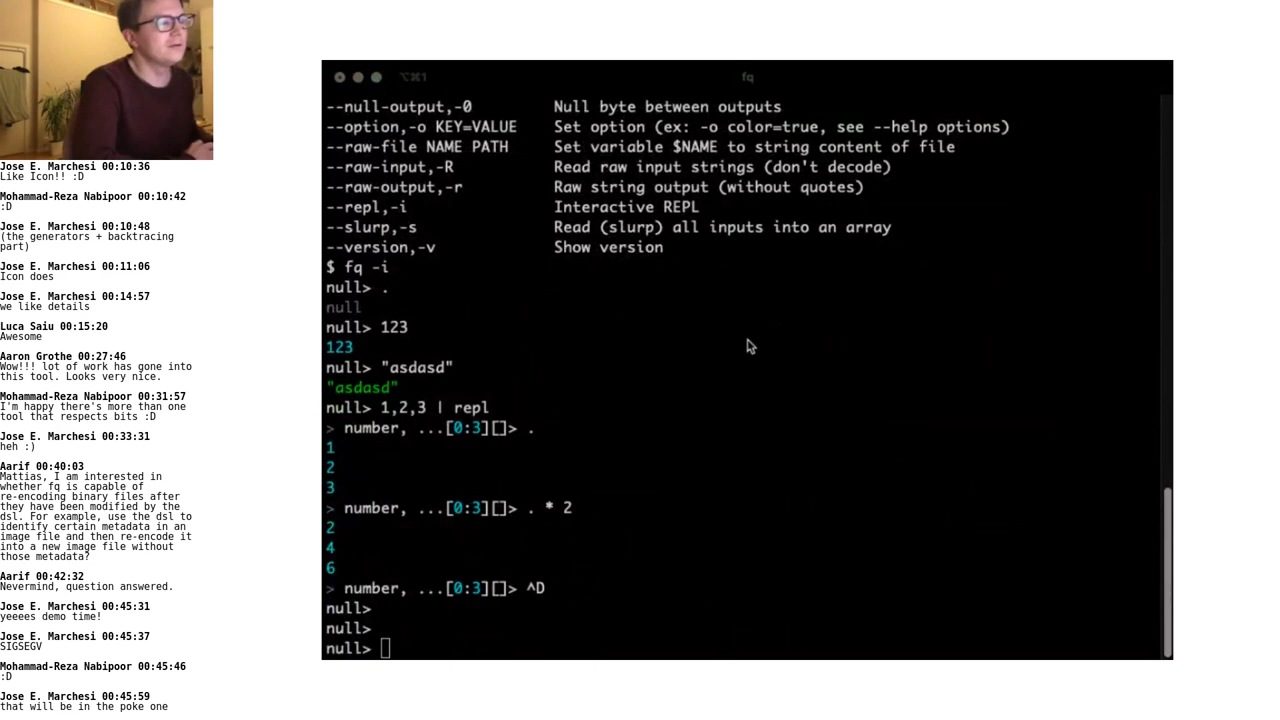 Jose E. Marchesi 00:10:36
Like Icon!! :D
Mohammad-Reza Nabipoor 00:10:42
:D
Jose E. Marchesi 00:10:48
(the generators + backtracing
part)
Jose E. Marchesi 00:11:06
Icon does
Jose E. Marchesi 00:14:57
we like details
Luca Saiu 00:15:20
Awesome
Aaron Grothe 00:27:46
Wow!!! lot of work has gone into
this tool. Looks very nice.
Mohammad-Reza Nabipoor 00:31:57
I'm happy there's more than one
tool that respects bits :D
Jose E. Marchesi 00:33:31
heh :)
Aarif 00:40:03
Mattias, I am interested in
whether fq is capable of
re-encoding binary files after
they have been modified by the
dsl. For example, use the dsl to
identify certain metadata in an
image file and then re-encode it
into a new image file without
those metadata?
Aarif 00:42:32
Nevermind, question answered.
Jose E. Marchesi 00:45:31
yeeees demo time!
Jose E. Marchesi 00:45:37
SIGSEGV
Mohammad-Reza Nabipoor 00:45:46
:D
Jose E. Marchesi 00:45:59
that will be in the poke one
⌥⌘1 fq
--null-output,-0 Null byte between outputs
--option,-o KEY=VALUE Set option (ex: -o color=true, see --help options)
--raw-file NAME PATH Set variable $NAME to string content of file
--raw-input,-R Read raw input strings (don't decode)
--raw-output,-r Raw string output (without quotes)
--repl,-i Interactive REPL
--slurp,-s Read (slurp) all inputs into an array
--version,-v Show version
$ fq -i
null> .
null
null> 123
123
null> "asdasd"
"asdasd"
null> 1,2,3 | repl
> number, ...[0:3][]> .
1
2
3
> number, ...[0:3][]> . * 2
2
4
6
> number, ...[0:3][]> ^D
null>
null>
null>